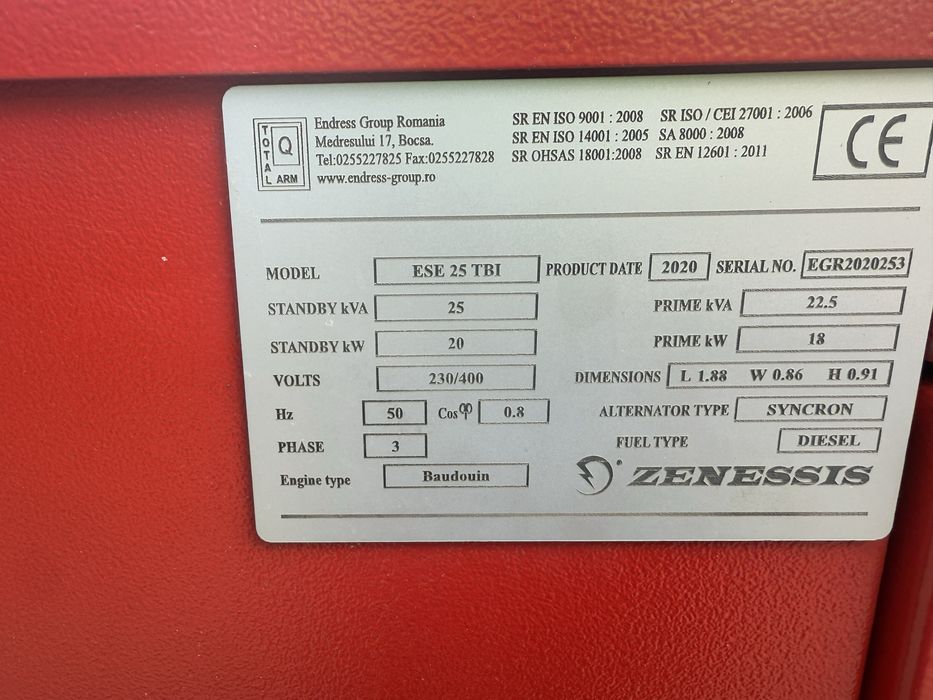 TOTAL Q ARM
Endress Group Romania
Medresului 17, Bocsa.
Tel:0255227825 Fax:0255227828
www.endress-group.ro
SR EN ISO 9001 : 2008 SR ISO / CEI 27001 : 2006
SR EN ISO 14001 : 2005 SA 8000 : 2008
SR OHSAS 18001:2008 SR EN 12601 : 2011
CE
MODEL ESE 25 TBI PRODUCT DATE 2020 SERIAL NO. EGR2020253
STANDBY kVA 25 PRIME kVA 22.5
STANDBY kW 20 PRIME kW 18
VOLTS 230/400 DIMENSIONS L 1.88 W 0.86 H 0.91
Hz 50 Cos φ 0.8 ALTERNATOR TYPE SYNCRON
PHASE 3 FUEL TYPE DIESEL
Engine type Baudouin ZENESSIS